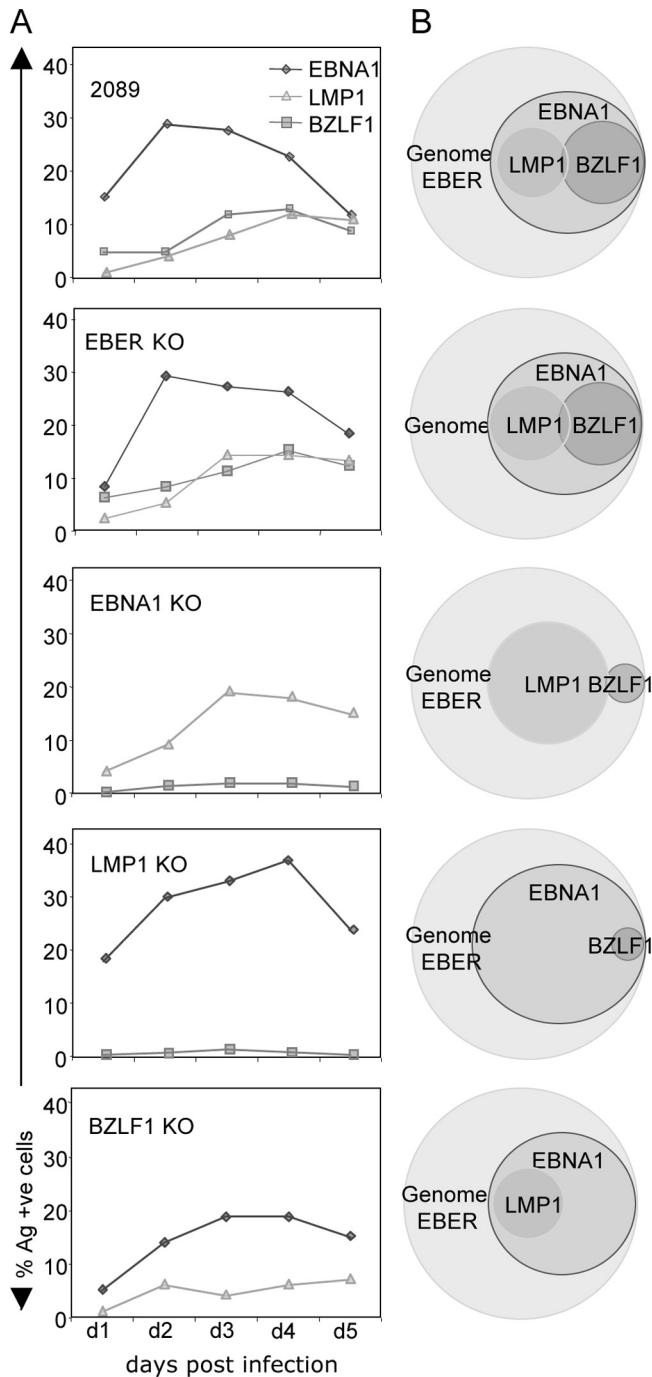 A
B
40
30
20
10
0
2089
EBNA1
LMP1
BZLF1
EBNA1
Genome
EBER
LMP1
BZLF1
40
30
20
10
0
EBER KO
EBNA1
Genome
LMP1
BZLF1
40
30
20
10
0
EBNA1 KO
Genome
EBER
LMP1
BZLF1
40
30
20
10
0
LMP1 KO
EBNA1
Genome
EBER
BZLF1
40
30
20
10
0
BZLF1 KO
EBNA1
Genome
EBER
LMP1
% Ag +ve cells
d1 d2 d3 d4 d5
days post infection